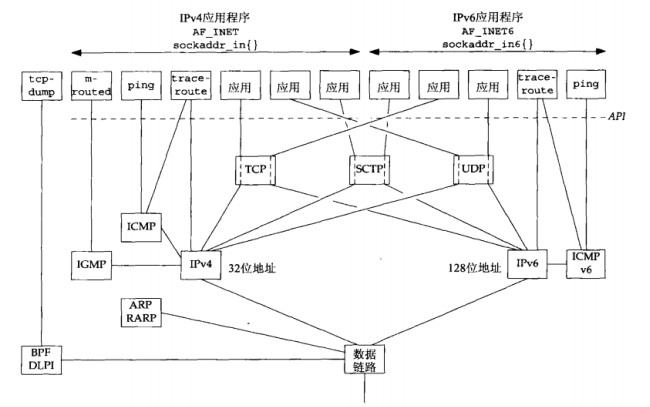 IPv4应用程序
AF_INET
sockaddr_in{}
IPv6应用程序
AF_INET6
sockaddr_in6{}
tcp-
dump
m-
routed
ping
trace-
route
应用
应用
应用
应用
应用
应用
trace-
route
ping
API
TCP
SCTP
UDP
ICMP
IGMP
IPv4
32位地址
128位地址
IPv6
ICMP
v6
ARP
RARP
BPF
DLPI
数据
链路